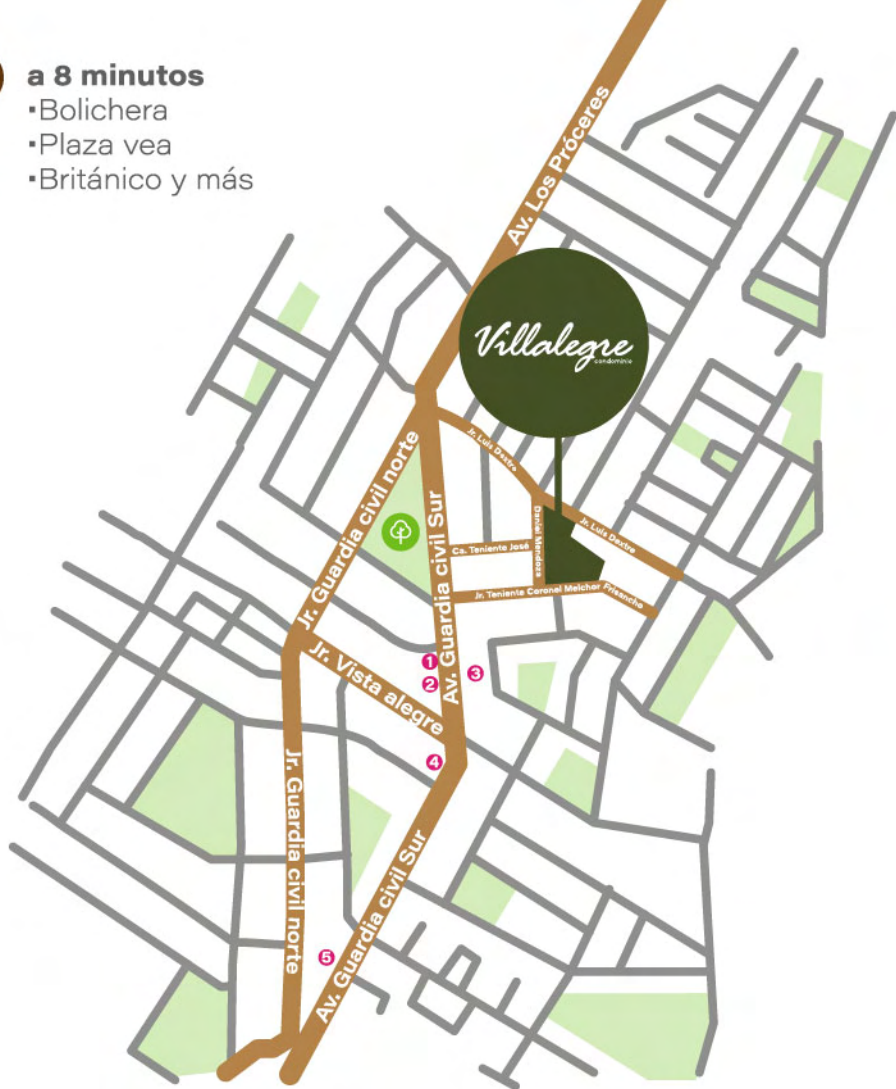 a 8 minutos
▪Bolichera
▪Plaza vea
▪Británico y más
Av. Los Próceres
Villalegre
condominio
Jr. Luis Dextre
Jr. Guardia civil norte
Av. Guardia civil Sur
Daniel Mendoza
Jr. Luis Dextre
Ca. Teniente José
Jr. Teniente Coronel Melchor Frisancho
Jr. Vista alegre
1
2
3
4
Jr. Guardia civil norte
Av. Guardia civil Sur
5